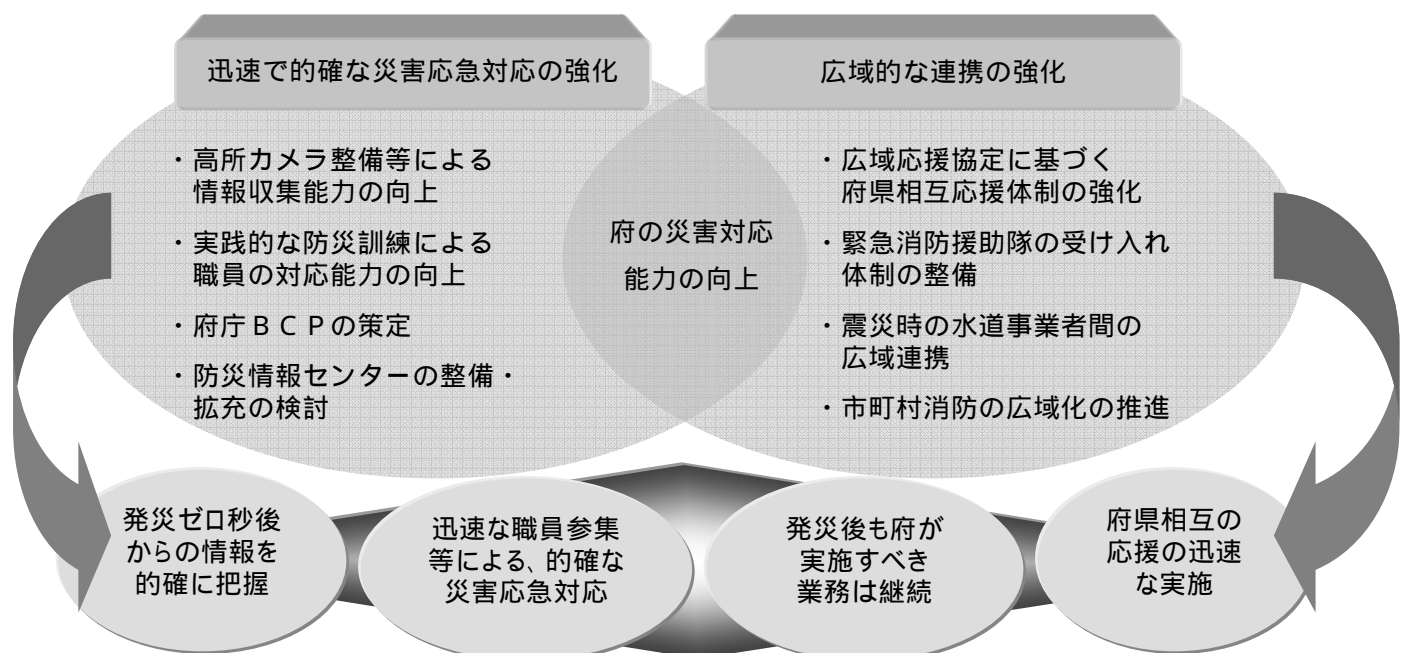 迅速で的確な災害応急対応の強化
・高所カメラ整備等による
情報収集能力の向上
・実践的な防災訓練による
職員の対応能力の向上
・府庁ＢＣＰの策定
・防災情報センターの整備・
拡充の検討
府の災害対応
能力の向上
広域的な連携の強化
・広域応援協定に基づく
府県相互応援体制の強化
・緊急消防援助隊の受け入れ
体制の整備
・震災時の水道事業者間の
広域連携
・市町村消防の広域化の推進
発災ゼロ秒後
からの情報を
的確に把握
迅速な職員参集
等による、的確な
災害応急対応
発災後も府が
実施すべき
業務は継続
府県相互の
応援の迅速
な実施